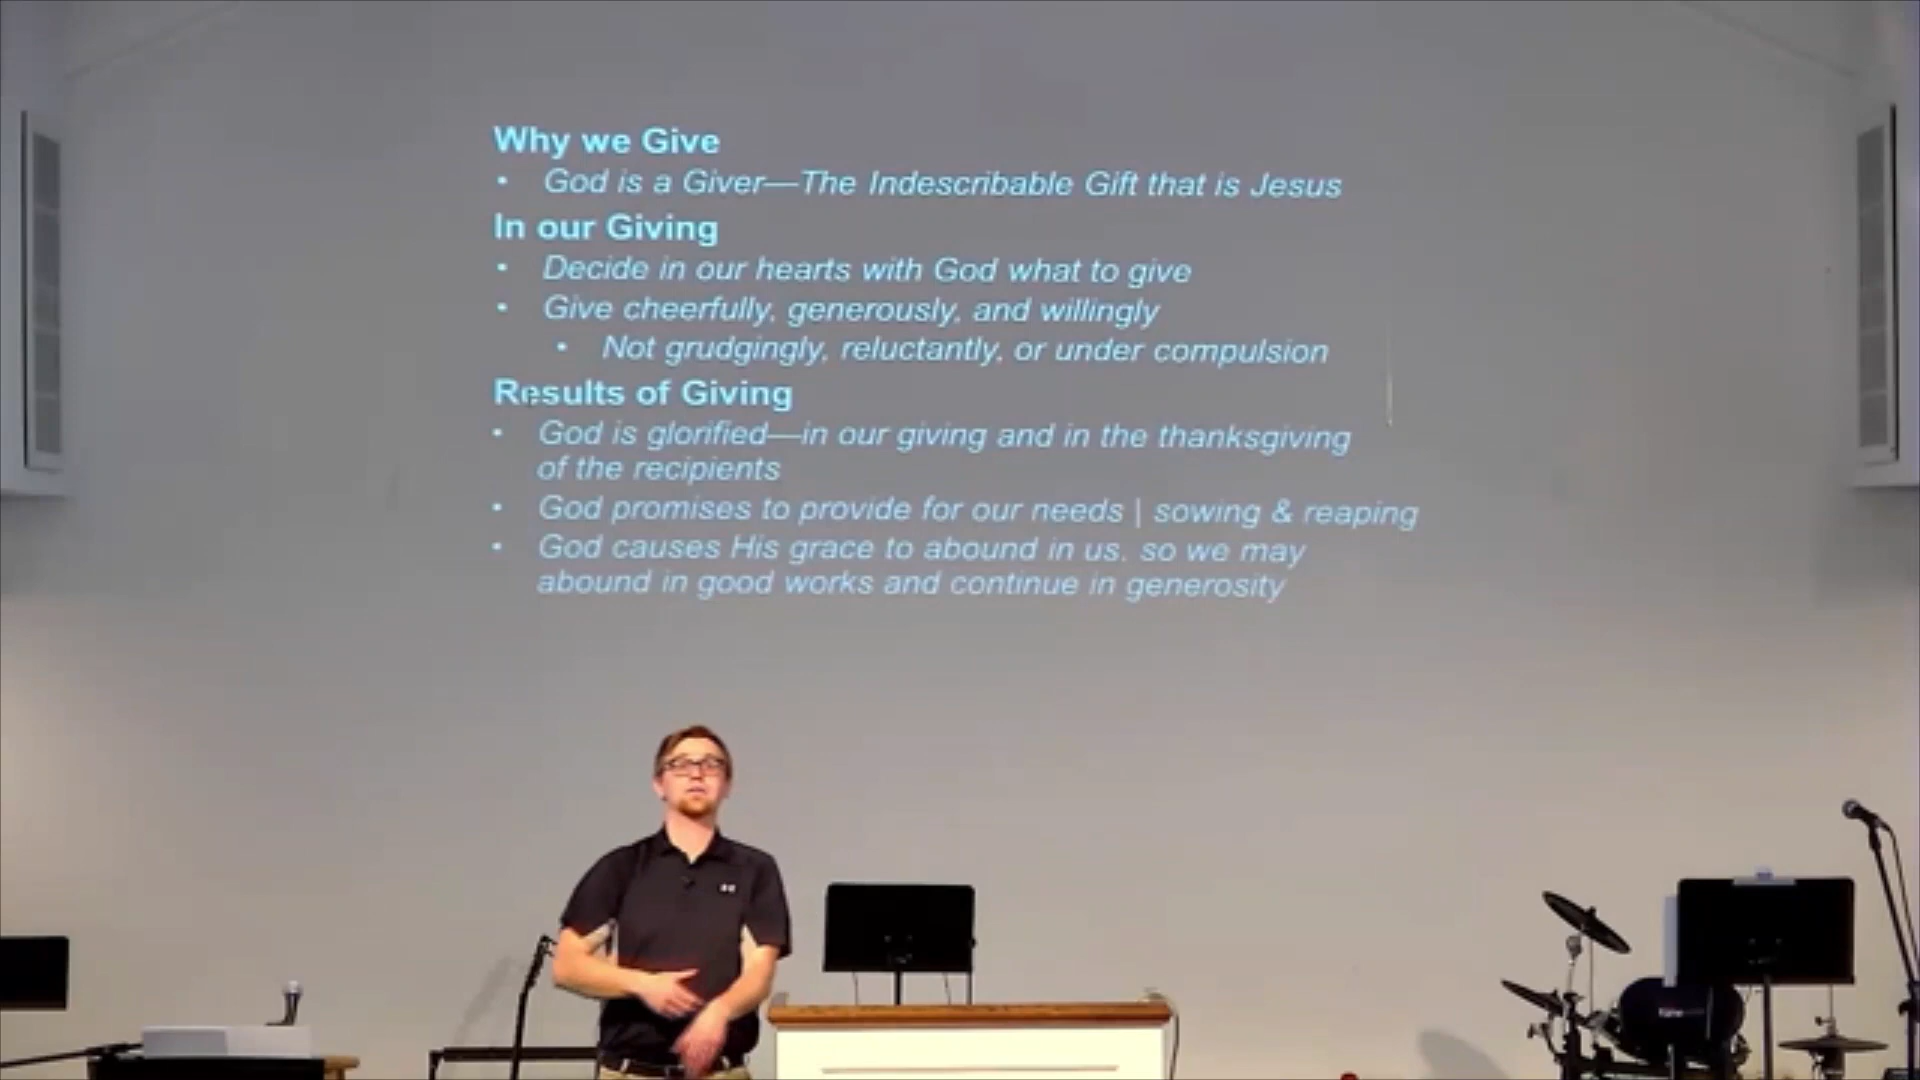 Why we Give
• God is a Giver—The Indescribable Gift that is Jesus
In our Giving
• Decide in our hearts with God what to give
• Give cheerfully, generously, and willingly
• Not grudgingly, reluctantly, or under compulsion
Results of Giving
• God is glorified—in our giving and in the thanksgiving
of the recipients
• God promises to provide for our needs | sowing & reaping
• God causes His grace to abound in us, so we may
abound in good works and continue in generosity